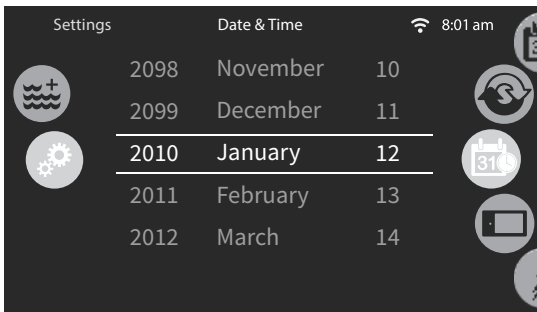 Settings Date & Time 8:01 am
2098 November 10
2099 December 11
2010 January 12
31
2011 February 13
2012 March 14